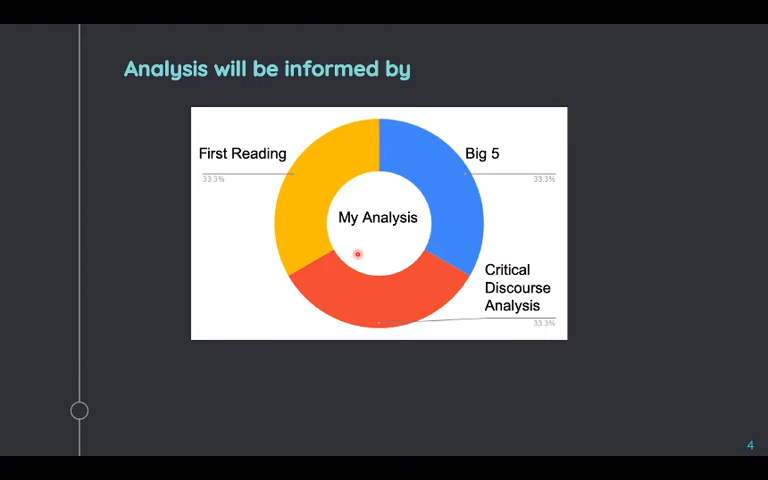 Analysis will be informed by
First Reading
33.3%
Big 5
33.3%
My Analysis
Critical
Discourse
Analysis
33.3%
4